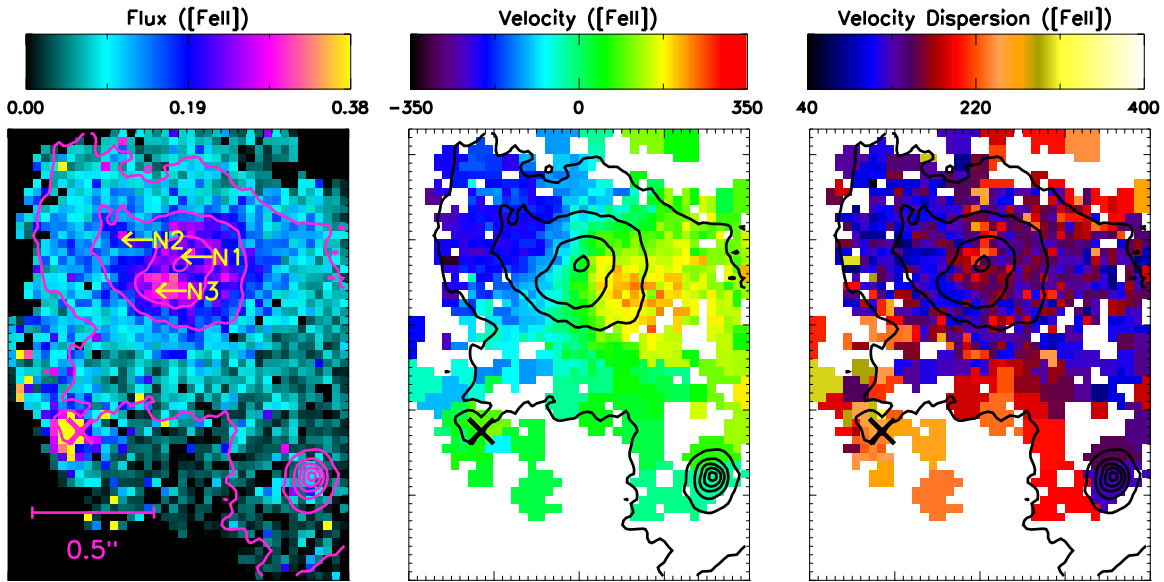 Flux ([FeII])
0.00 0.19 0.38
N2
N1
N3
0.5"
Velocity ([FeII])
-350 0 350
Velocity Dispersion ([FeII])
40 220 400